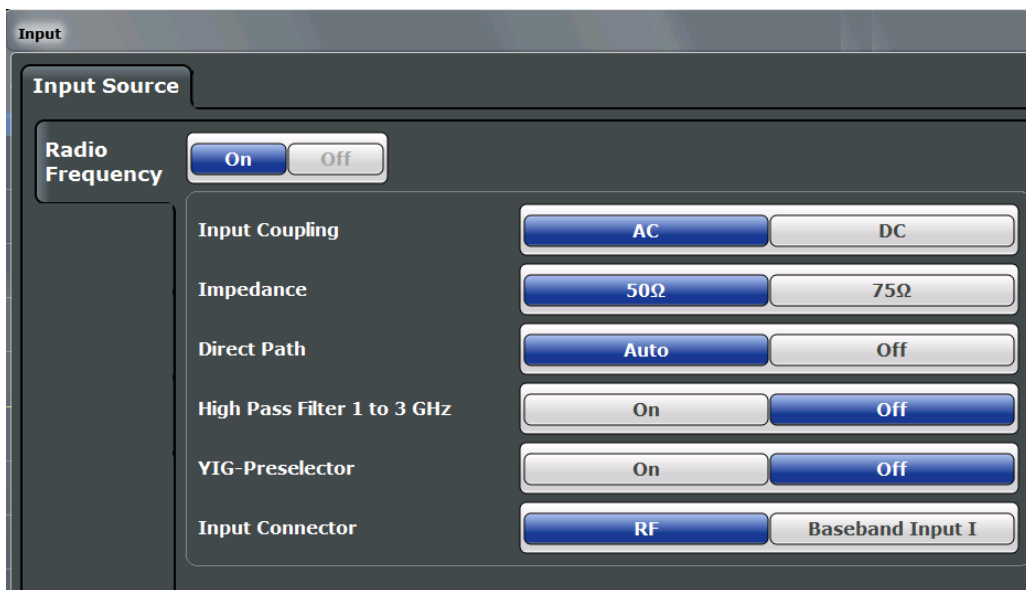 Input
Input Source
Radio
Frequency
On Off
Input Coupling AC DC
Impedance 50Ω 75Ω
Direct Path Auto Off
High Pass Filter 1 to 3 GHz On Off
YIG-Preselector On Off
Input Connector RF Baseband Input I